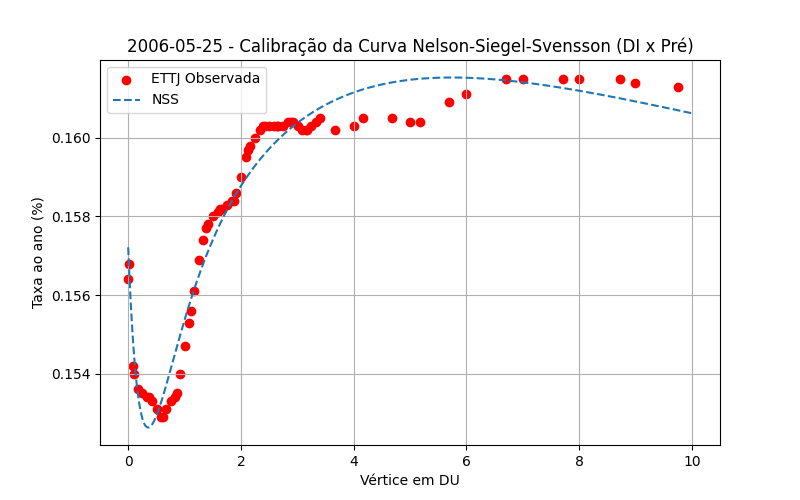 2006-05-25 - Calibração da Curva Nelson-Siegel-Svensson (DI x Pré)
ETTJ Observada
NSS
0.160
0.158
0.156
0.154
Taxa ao ano (%)
0 2 4 6 8 10
Vértice em DU